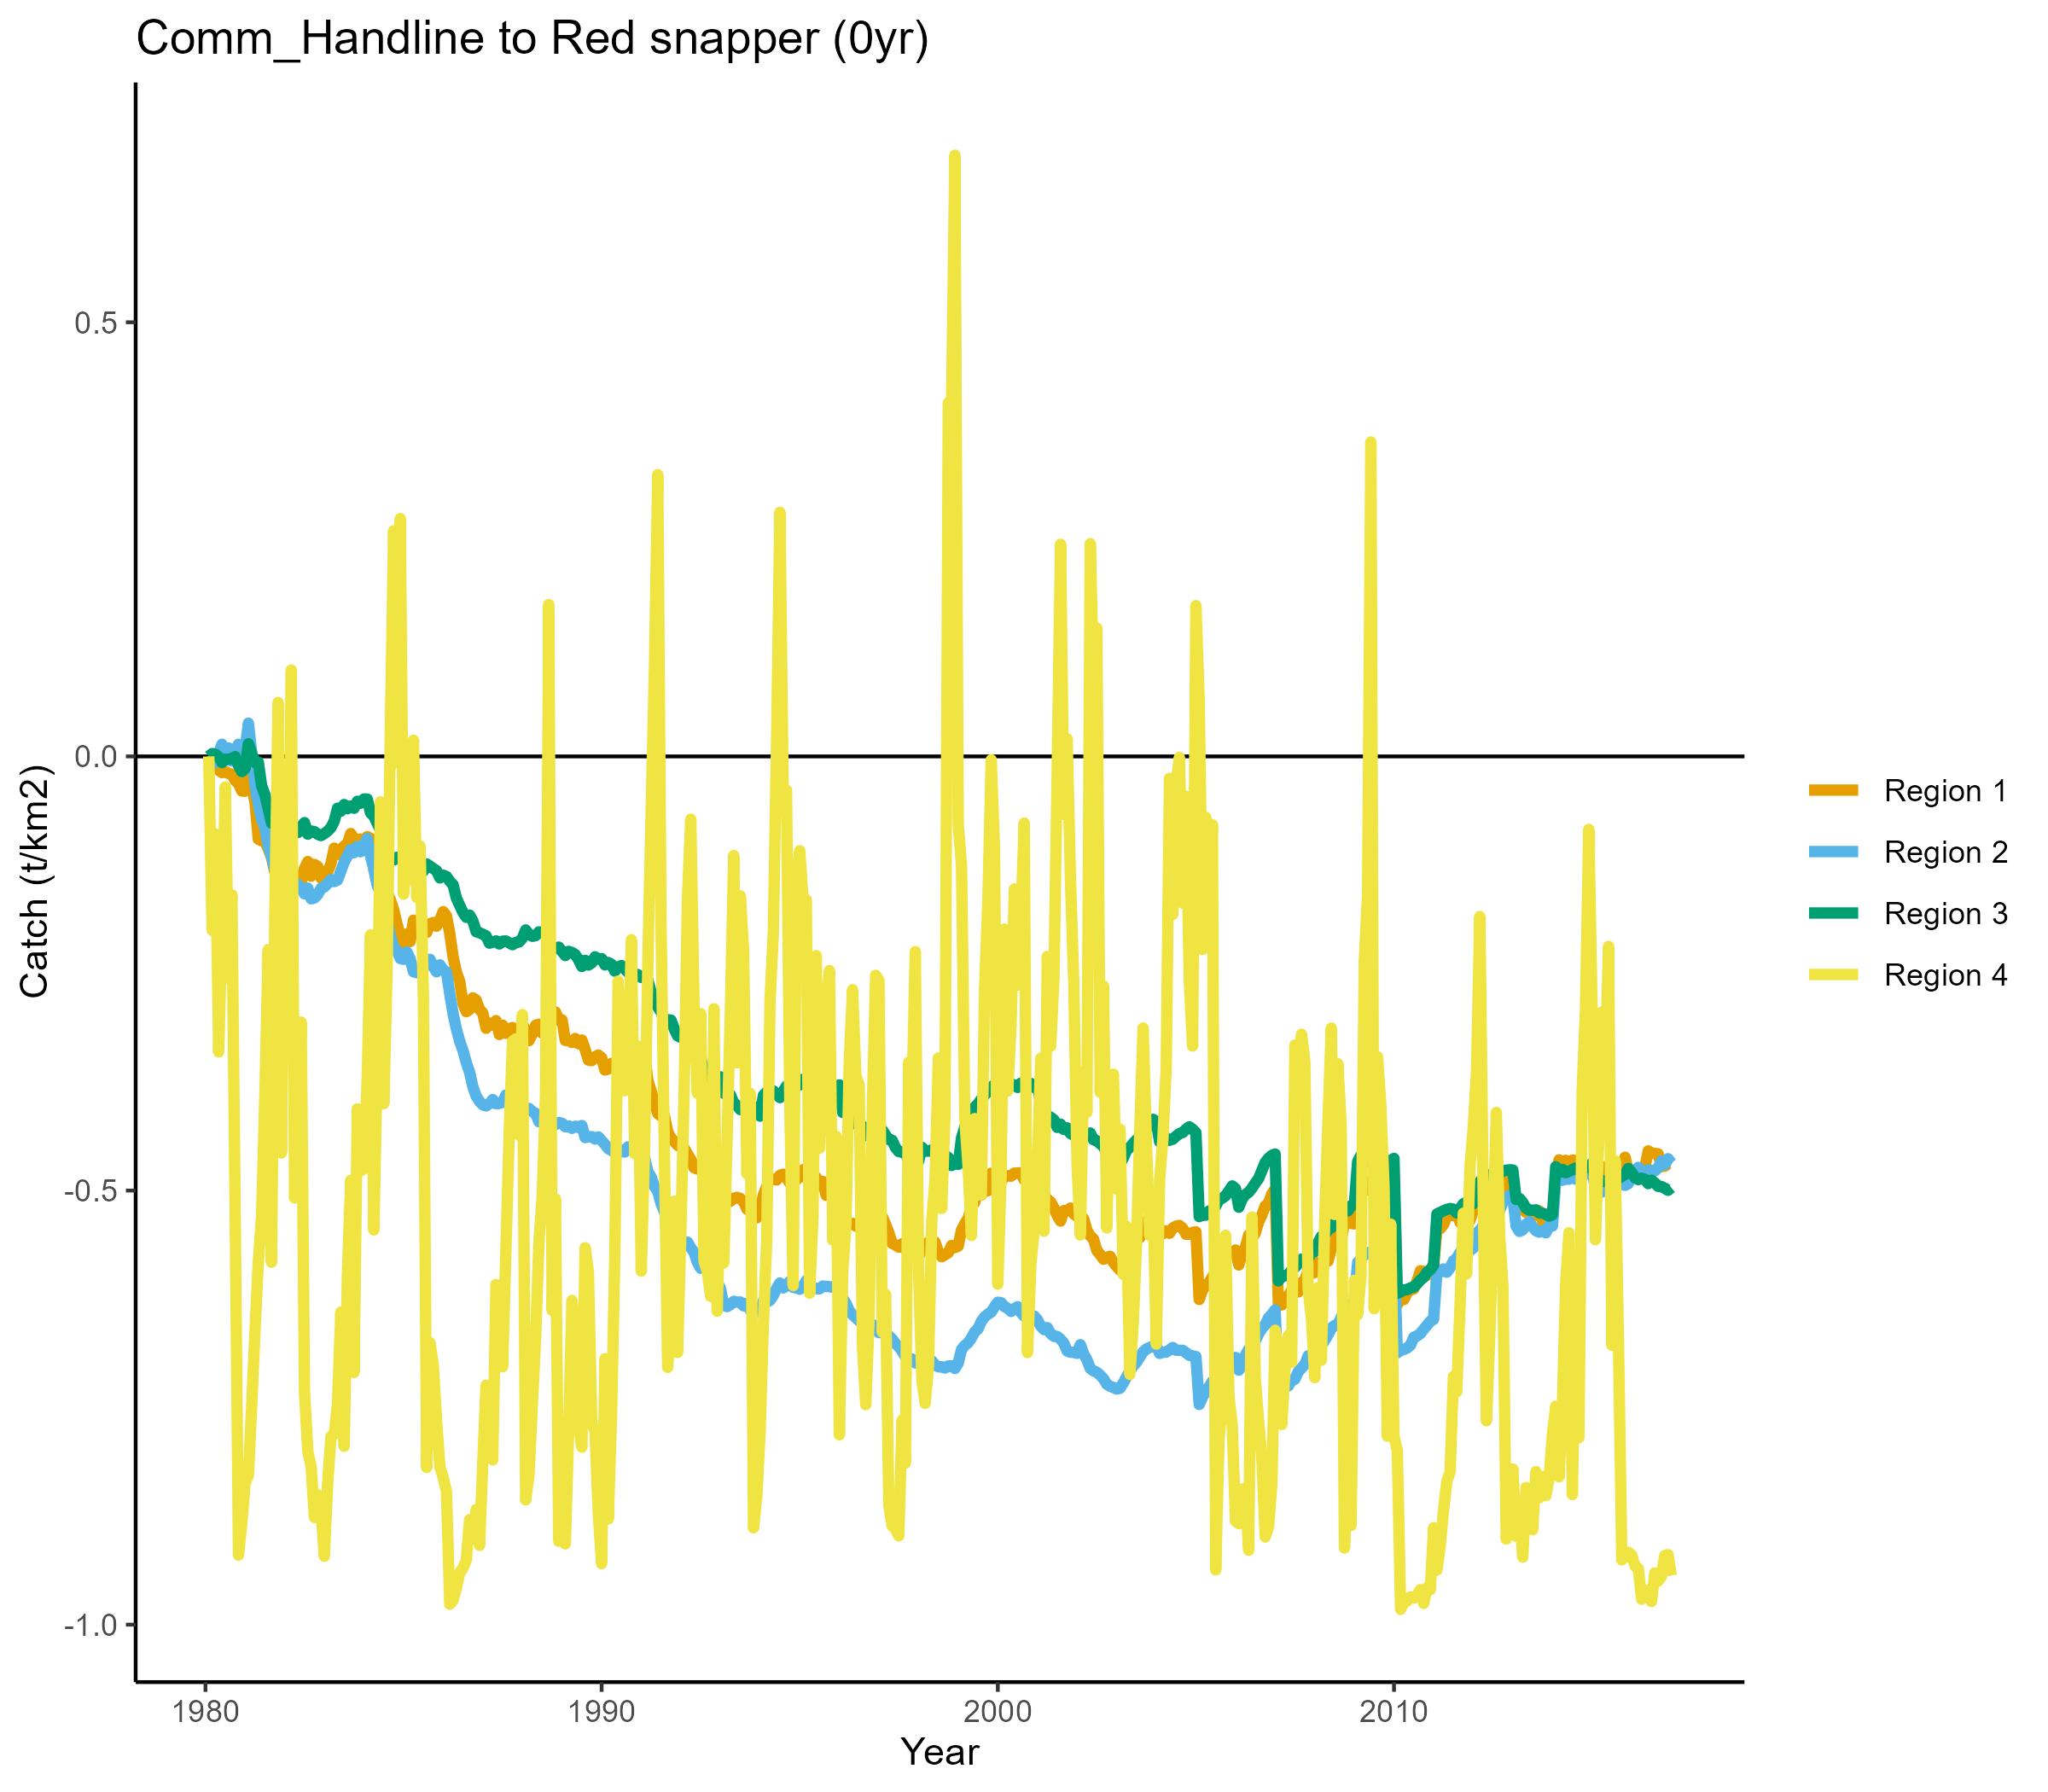 Comm_Handline to Red snapper (0yr)
0.5
0.0
-0.5
-1.0
Catch (t/km2)
1980 1990 2000 2010
Year
Region 1
Region 2
Region 3
Region 4